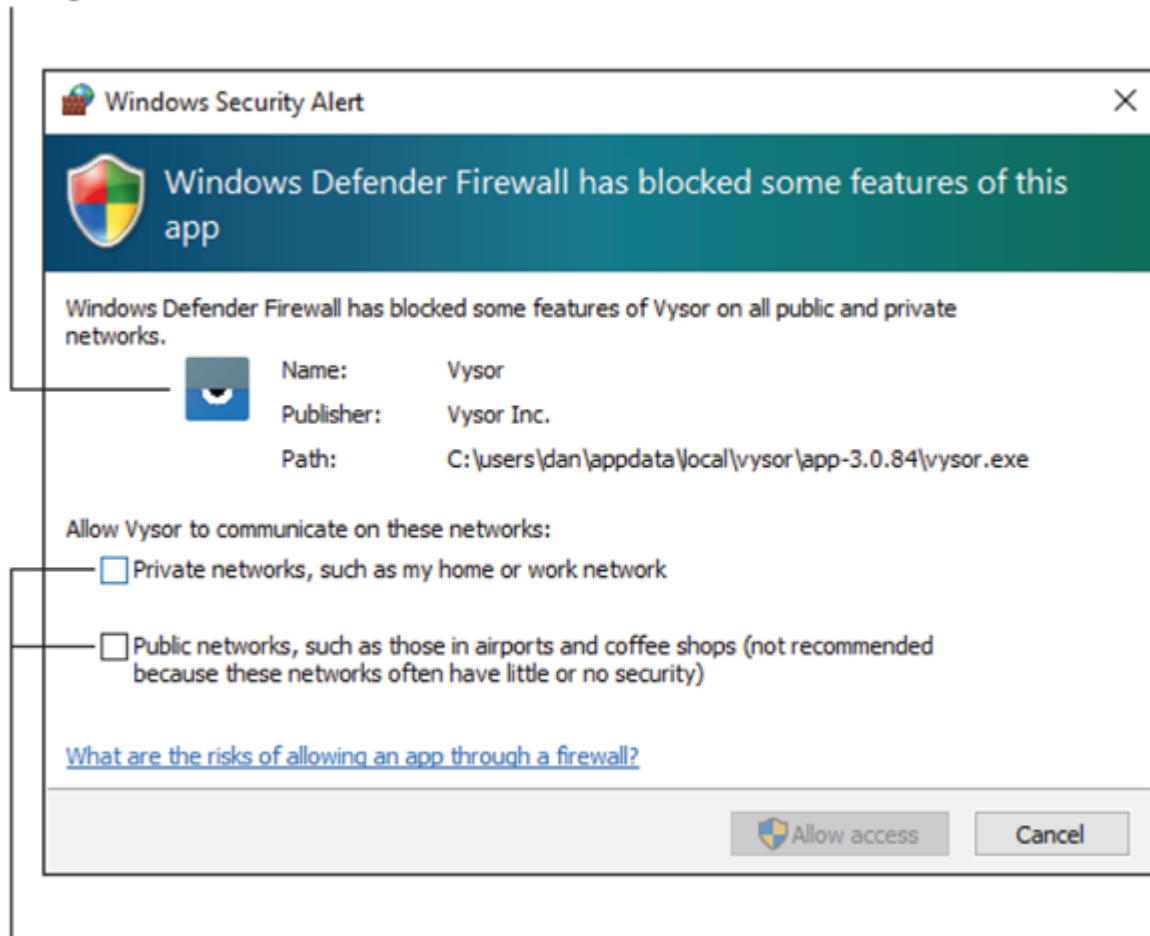 Windows Security Alert
Windows Defender Firewall has blocked some features of this
app
Windows Defender Firewall has blocked some features of Vysor on all public and private
networks.
Name: Vysor
Publisher: Vysor Inc.
Path: C:\users\dan\appdata\local\vysor\app-3.0.84\vysor.exe
Allow Vysor to communicate on these networks:
Private networks, such as my home or work network
Public networks, such as those in airports and coffee shops (not recommended
because these networks often have little or no security)
What are the risks of allowing an app through a firewall?
Allow access Cancel